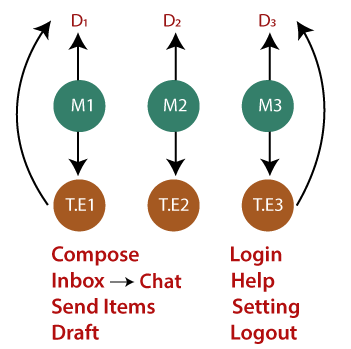 D₁ D₂ D₃
M1 M2 M3
T.E1 T.E2 T.E3
Compose Login
Inbox → Chat Help
Send Items Setting
Draft Logout